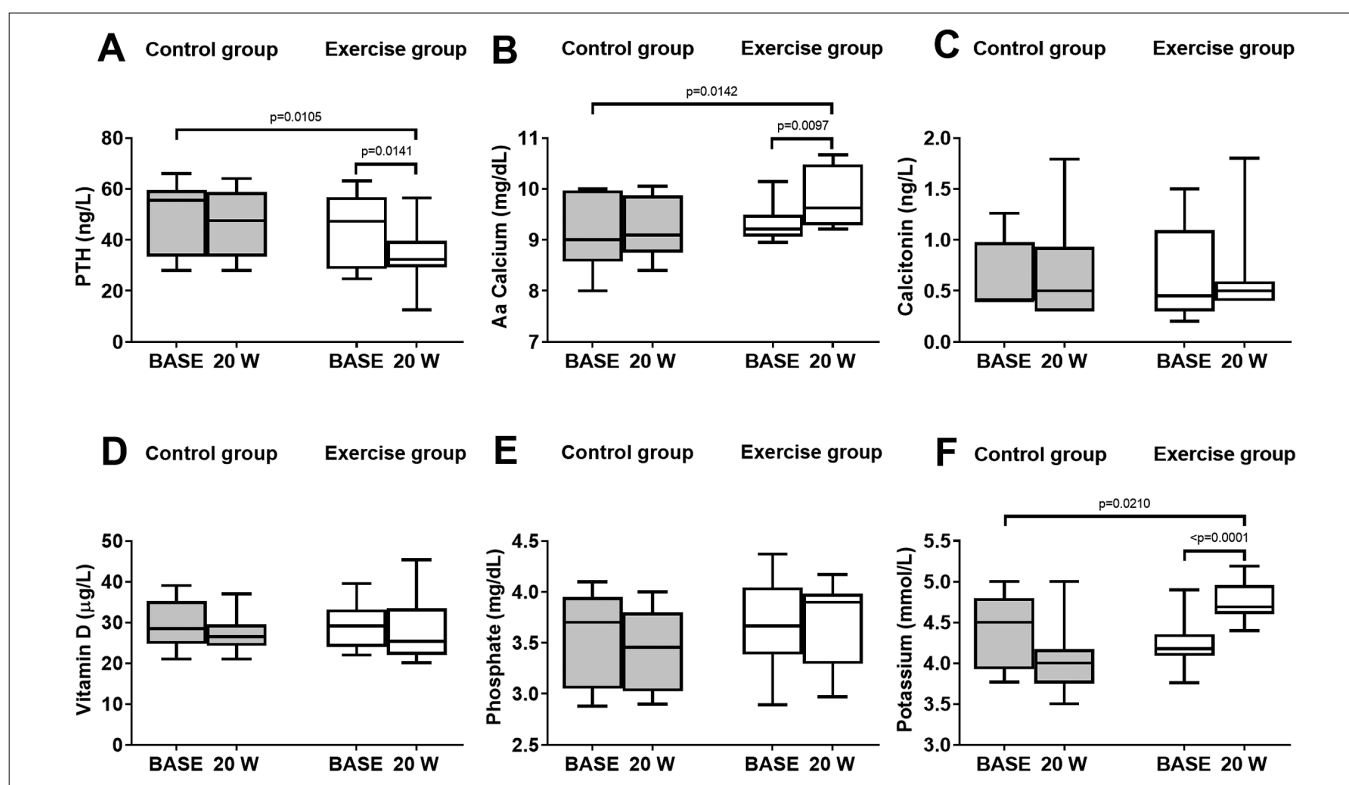 A
Control group
Exercise group
p=0.0105
p=0.0141
PTH (ng/L)
80
60
40
20
0
BASE 20 W
BASE 20 W
B
Control group
Exercise group
p=0.0142
p=0.0097
Aa Calcium (mg/dL)
11
10
9
8
7
BASE 20 W
BASE 20 W
C
Control group
Exercise group
Calcitonin (ng/L)
2.0
1.5
1.0
0.5
0.0
BASE 20 W
BASE 20 W
D
Control group
Exercise group
Vitamin D (μg/L)
50
40
30
20
10
0
BASE 20 W
BASE 20 W
E
Control group
Exercise group
Phosphate (mg/dL)
4.5
4.0
3.5
3.0
2.5
BASE 20 W
BASE 20 W
F
Control group
Exercise group
p=0.0210
<p=0.0001
Potassium (mmol/L)
5.5
5.0
4.5
4.0
3.5
3.0
BASE 20 W
BASE 20 W